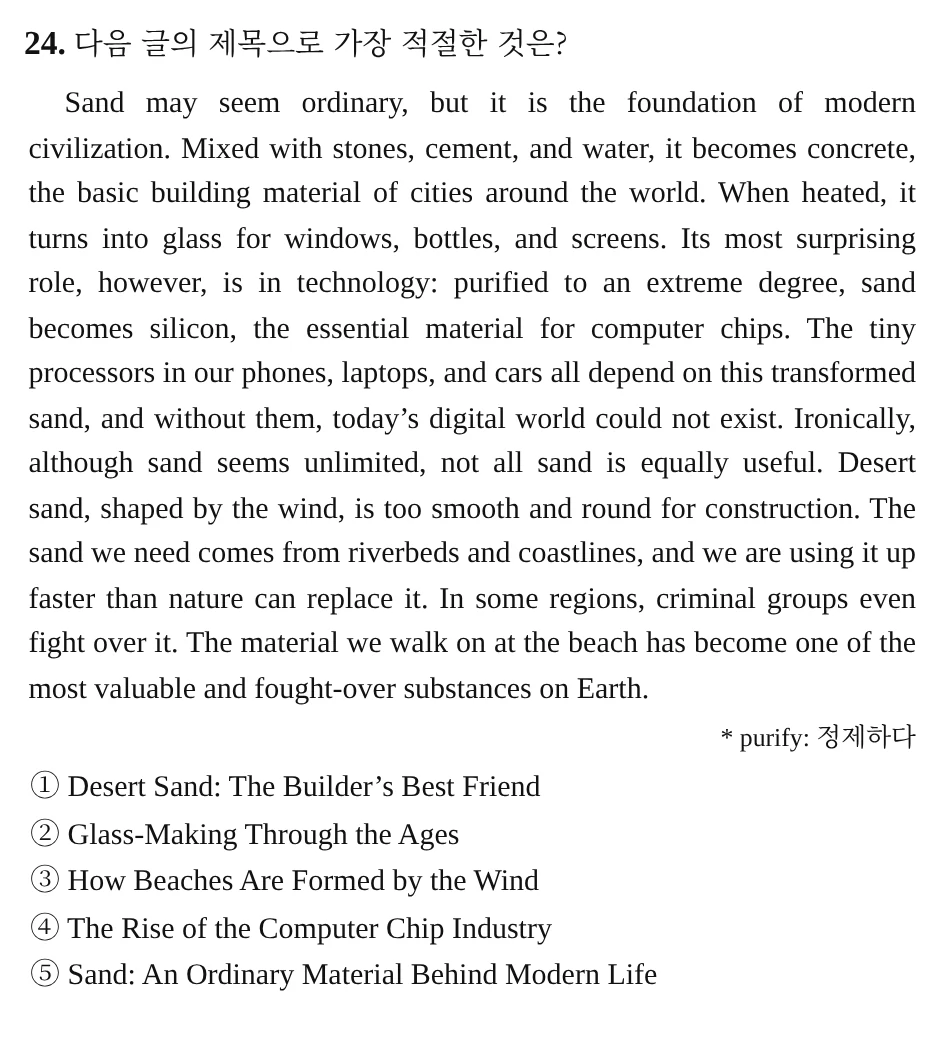 24. 다음 글의 제목으로 가장 적절한 것은?
Sand may seem ordinary, but it is the foundation of modern
civilization. Mixed with stones, cement, and water, it becomes concrete,
the basic building material of cities around the world. When heated, it
turns into glass for windows, bottles, and screens. Its most surprising
role, however, is in technology: purified to an extreme degree, sand
becomes silicon, the essential material for computer chips. The tiny
processors in our phones, laptops, and cars all depend on this transformed
sand, and without them, today’s digital world could not exist. Ironically,
although sand seems unlimited, not all sand is equally useful. Desert
sand, shaped by the wind, is too smooth and round for construction. The
sand we need comes from riverbeds and coastlines, and we are using it up
faster than nature can replace it. In some regions, criminal groups even
fight over it. The material we walk on at the beach has become one of the
most valuable and fought-over substances on Earth.
* purify: 정제하다
① Desert Sand: The Builder’s Best Friend
② Glass-Making Through the Ages
③ How Beaches Are Formed by the Wind
④ The Rise of the Computer Chip Industry
⑤ Sand: An Ordinary Material Behind Modern Life